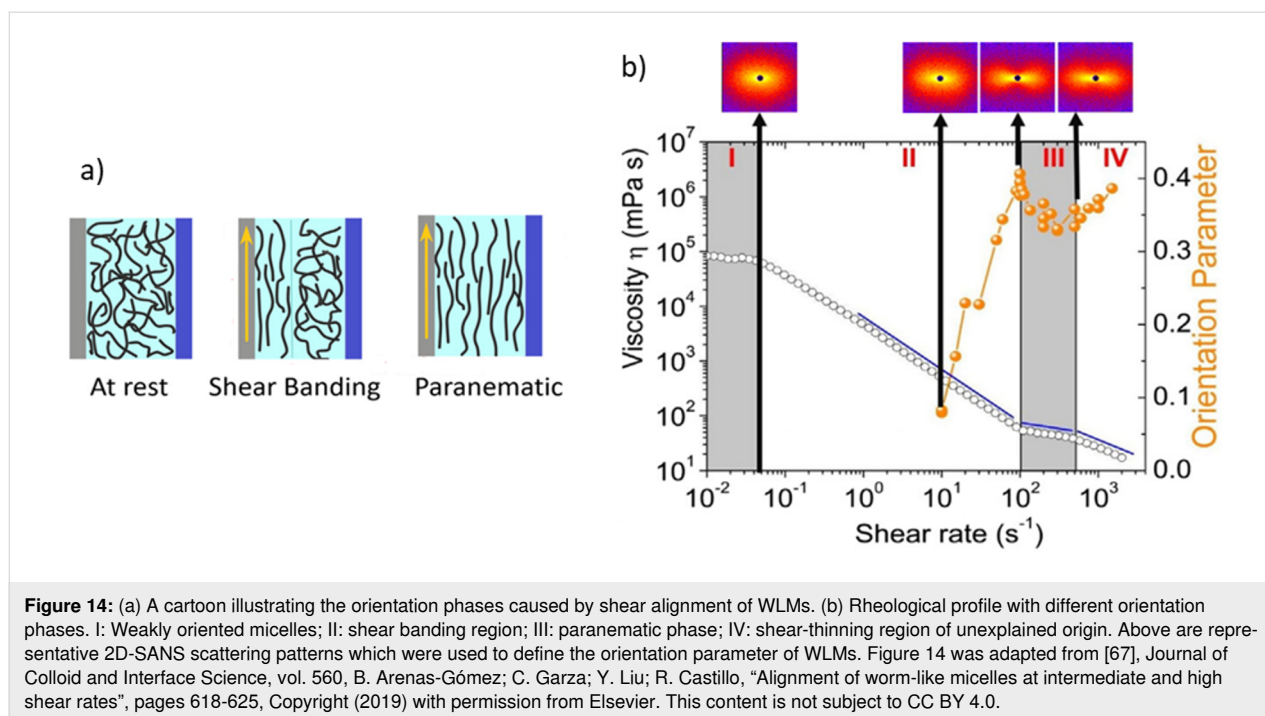 a)
At rest
Shear Banding
Paranematic
b)
I
II
III
IV
Viscosity η (mPa s)
10⁷
10⁶
10⁵
10⁴
10³
10²
10¹
10⁻²
10⁻¹
10⁰
10¹
10²
10³
Shear rate (s⁻¹)
0.4
0.3
0.2
0.1
0.0
Orientation Parameter
Figure 14: (a) A cartoon illustrating the orientation phases caused by shear alignment of WLMs. (b) Rheological profile with different orientation
phases. I: Weakly oriented micelles; II: shear banding region; III: paranematic phase; IV: shear-thinning region of unexplained origin. Above are repre-
sentative 2D-SANS scattering patterns which were used to define the orientation parameter of WLMs. Figure 14 was adapted from [67], Journal of
Colloid and Interface Science, vol. 560, B. Arenas-Gómez; C. Garza; Y. Liu; R. Castillo, “Alignment of worm-like micelles at intermediate and high
shear rates”, pages 618-625, Copyright (2019) with permission from Elsevier. This content is not subject to CC BY 4.0.